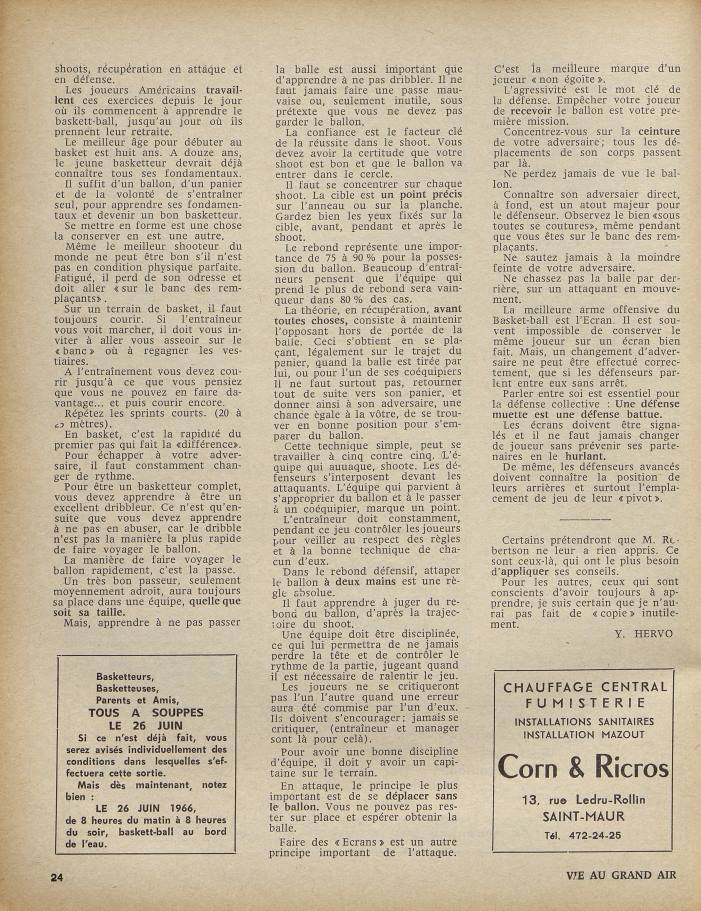 shoots, récupération en attaque et
en défense.
Les joueurs Américains travail-
lent ces exercices depuis le jour
où ils commencent à apprendre le
baskett-ball, jusqu'au jour où ils
prennent leur retraite.
Le meilleur âge pour débuter au
basket est huit ans. A douze ans,
le jeune basketteur devrait déjà
connaître tous ses fondamentaux.
Il suffit d'un ballon, d'un panier
et de la volonté de s'entraîner
seul, pour apprendre ses fondamen-
taux et devenir un bon basketteur.
Se mettre en forme est une chose
la conserver en est une autre.
Même le meilleur shooteur du
monde ne peut être bon s'il n'est
pas en condition physique parfaite.
Fatigué, il perd de son adresse et
doit aller « sur le banc des rem-
plaçants» .
Sur un terrain de basket, il faut
toujours courir. Si l'entraîneur
vous voit marcher, il doit vous in-
viter à aller vous asseoir sur le
« banc » où à regagner les ves-
tiaires.
A l'entraînement vous devez cou-
rir jusqu'à ce que vous pensiez
que vous ne pouvez en faire da-
vantage... et puis courir encore.
Répétez les sprints courts. (20 à
mètres).
En basket, c'est la rapidité du
premier pas qui fait la «différence».
Pour échapper à votre adver-
saire, il faut constamment chan-
ger de rythme.
Pour être un basketteur complet,
vous devez apprendre à être un
excellent dribbleur. Ce n'est qu'en-
suite que vous devez apprendre
à ne pas en abuser, car le dribble
n'est pas la manière la plus rapide
de faire voyager le ballon.
La manière de faire voyager le
ballon rapidement, c'est la passe.
Un très bon passeur, seulement
moyennement adroit, aura toujours
sa place dans une équipe, quelle que
soit sa taille.
Mais, apprendre à ne pas passer
Basketteurs,
Basketteuses,
Parents et Amis,
TOUS A SOUPPES
LE 26 JUIN
Si ce n'est déjà fait, vous
serez avisés individuellement des
conditions dans lesquelles s'ef-
fectuera cette sortie.
Mais dès maintenant, notez
bien :
LE 26 JUIN 1966,
de 8 heures du matin à 8 heures
du soir, baskett-ball au bord
de l'eau.
la balle est aussi important que
d'apprendre à ne pas dribbler. Il ne
faut jamais faire une passe mau-
vaise ou, seulement inutile, sous
prétexte que vous ne devez pas
garder le ballon.
La confiance est le facteur clé
de la réussite dans le shoot. Vous
devez avoir la certitude que votre
shoot est bon et que le ballon va
entrer dans le cercle.
Il faut se concentrer sur chaque
shoot. La cible est un point précis
sur l'anneau ou sur la planche.
Gardez bien les yeux fixés sur la
cible, avant, pendant et après le
shoot.
Le rebond représente une impor-
tance de 75 à 90 % pour la posses-
sion du ballon. Beaucoup d'entraî-
neurs pensent que l'équipe qui
prend le plus de rebond sera vain-
queur dans 80 % des cas.
La théorie, en récupération, avant
toutes choses, consiste à maintenir
l'opposant hors de portée de la
balle. Ceci s'obtient en se pla-
çant, légalement sur le trajet du
panier, quand la balle est tirée par
lui, ou pour l'un de ses coéquipiers
Il ne faut surtout pas, retourner
tout de suite vers son panier, et
donner ainsi à son adversaire, une
chance égale à la vôtre, de se trou-
ver en bonne position pour s'em-
parer du ballon.
Cette technique simple, peut se
travailler à cinq contre cinq. L'é-
quipe qui auuaque, shoote. Les dé-
fenseurs s'interposent devant les
attaquants. L'équipe qui parvient à
s'approprier du ballon et à le passer
à un coéquipier, marque un point.
L'entraîneur doit constamment,
pendant ce jeu contrôler les joueurs
pour veiller au respect des règles
et à la bonne technique de cha-
cun d'eux.
Dans le rebond défensif, attaper
le ballon à deux mains est une rè-
gle absolue.
Il faut apprendre à juger du re-
bond du ballon, d'après la trajec-
toire du shoot.
Une équipe doit être disciplinée,
ce qui lui permettra de ne jamais
perdre la tête et de contrôler le
rythme de la partie, jugeant quand
il est nécessaire de ralentir le jeu.
Les joueurs ne se critiqueront
pas l'un l'autre quand une erreur
aura été commise par l'un d'eux.
Ils doivent s'encourager; jamais se
critiquer, (entraîneur et manager
sont là pour celà).
Pour avoir une bonne discipline
d'équipe, il doit y avoir un capi-
taine sur le terrain.
En attaque, le principe le plus
important est de se déplacer sans
le ballon. Vous ne pouvez pas res-
ter sur place et espérer obtenir la
balle.
Faire des « Ecrans » est un autre
principe important de l'attaque.
C'est la meilleure marque d'un
joueur « non égoïte ».
L'agressivité est le mot clé de
la défense. Empêcher votre joueur
de recevoir le ballon est votre pre-
mière mission.
Concentrez-vous sur la ceinture
de votre adversaire; tous les dé-
placements de son corps passent
par là.
Ne perdez jamais de vue le bal-
lon.
Connaître son adversaier direct,
à fond, est un atout majeur pour
le défenseur. Observez le bien «sous
toutes se coutures», même pendant
que vous êtes sur le banc des rem-
plaçants.
Ne sautez jamais à la moindre
feinte de votre adversaire.
Ne chassez pas la balle par der-
rière, sur un attaquant en mouve-
ment.
La meilleure arme offensive du
Basket-ball est l'Ecran. Il est sou-
vent impossible de conserver le
même joueur sur un écran bien
fait. Mais, un changement d'adver-
saire ne peut être effectué correc-
tement, que si les défenseurs par-
lent entre eux sans arrêt.
Parler entre soi est essentiel pour
la défense collective : Une défense
muette est une défense battue.
Les écrans doivent être signa-
lés et il ne faut jamais changer
de joueur sans prévenir ses parte-
naires en le hurlant.
De même, les défenseurs avancés
doivent connaître la position de
leurs arrières et surtout l'empla-
cement de jeu de leur « pivot ».
Certains prétendront que M. Ro-
bertson ne leur a rien appris. Ce
sont ceux-là, qui ont le plus besoin
d'appliquer ses conseils.
Pour les autres, ceux qui sont
conscients d'avoir toujours à ap-
prendre, je suis certain que je n'au-
rai pas fait de « copie » inutile-
ment.
Y. HERVO
CHAUFFAGE CENTRAL
FUMISTERIE
INSTALLATIONS SANITAIRES
INSTALLATION MAZOUT
Corn & Ricros
13, rue Ledru-Rollin
SAINT-MAUR
Tél. 472-24-25
24
VIE AU GRAND AIR